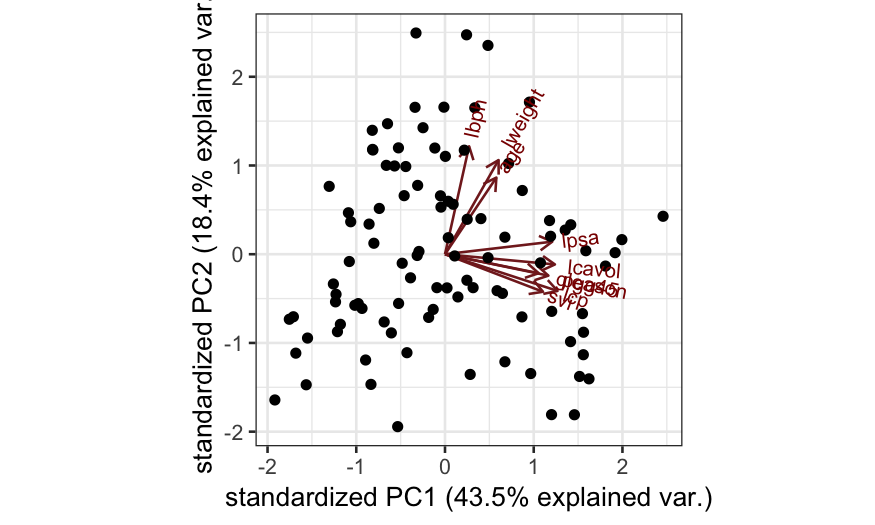 standardized PC2 (18.4% explained var.)
2
1
0
-1
-2
lbph
lweight
age
lpsa
lcavol
pgg45
svi
lcp
-2
-1
0
1
2
standardized PC1 (43.5% explained var.)